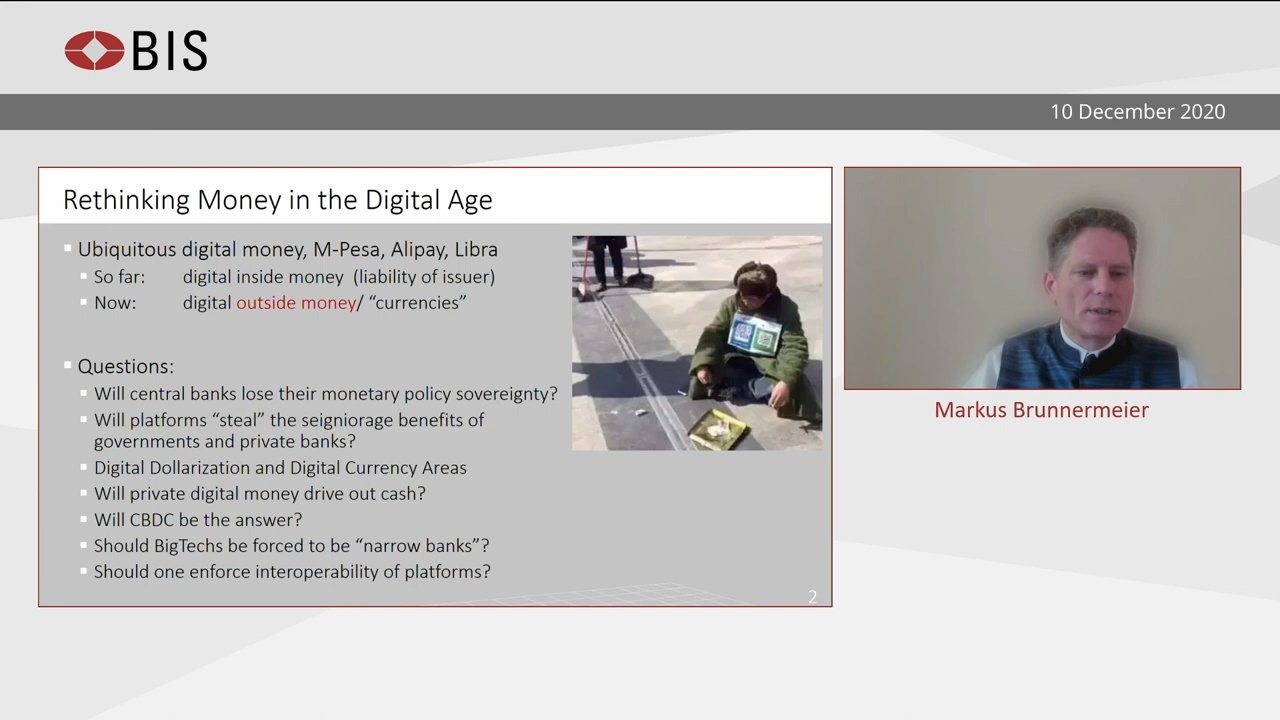 BIS
10 December 2020
Rethinking Money in the Digital Age
Ubiquitous digital money, M-Pesa, Alipay, Libra
So far: digital inside money (liability of issuer)
Now: digital outside money/ “currencies”
Questions:
Will central banks lose their monetary policy sovereignty?
Will platforms “steal” the seigniorage benefits of
governments and private banks?
Digital Dollarization and Digital Currency Areas
Will private digital money drive out cash?
Will CBDC be the answer?
Should BigTechs be forced to be “narrow banks”?
Should one enforce interoperability of platforms?
2
Markus Brunnermeier